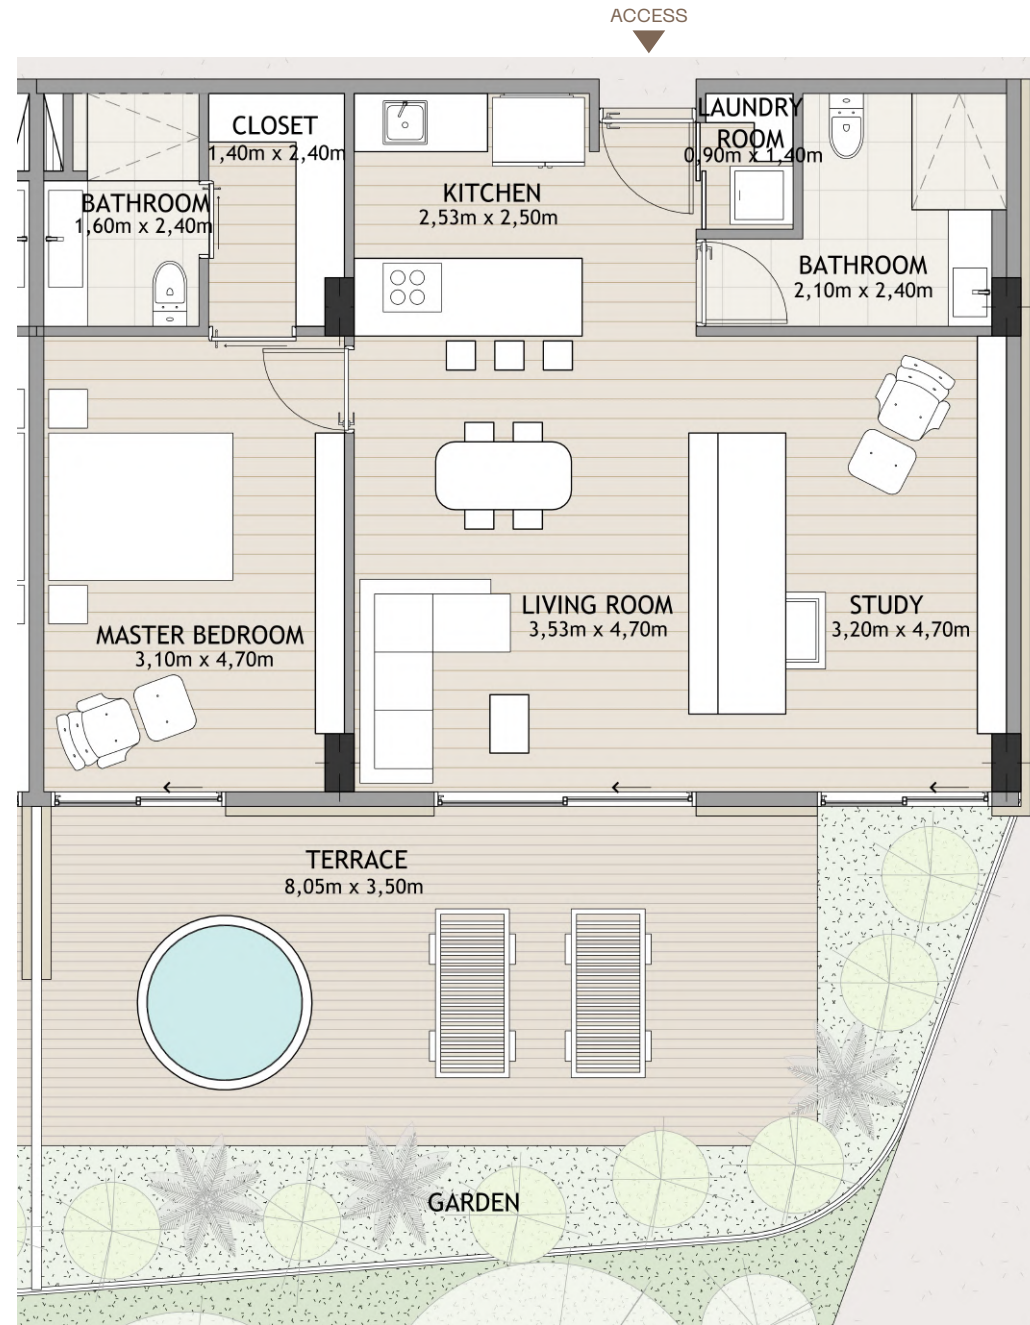 ACCESS
CLOSET
1,40m x 2,40m
LAUNDRY
ROOM
0,90m x 1,40m
BATHROOM
1,60m x 2,40m
KITCHEN
2,53m x 2,50m
BATHROOM
2,10m x 2,40m
LIVING ROOM
3,53m x 4,70m
STUDY
3,20m x 4,70m
MASTER BEDROOM
3,10m x 4,70m
TERRACE
8,05m x 3,50m
GARDEN